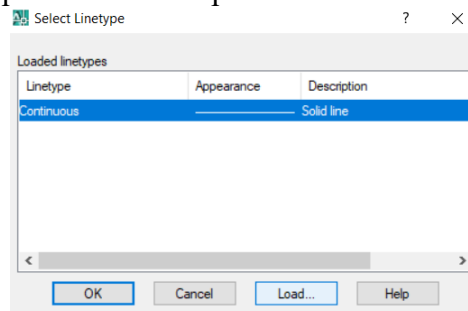 Select Linetype ?
Loaded linetypes
Linetype Appearance Description
Continuous Solid line
OK Cancel Load... Help